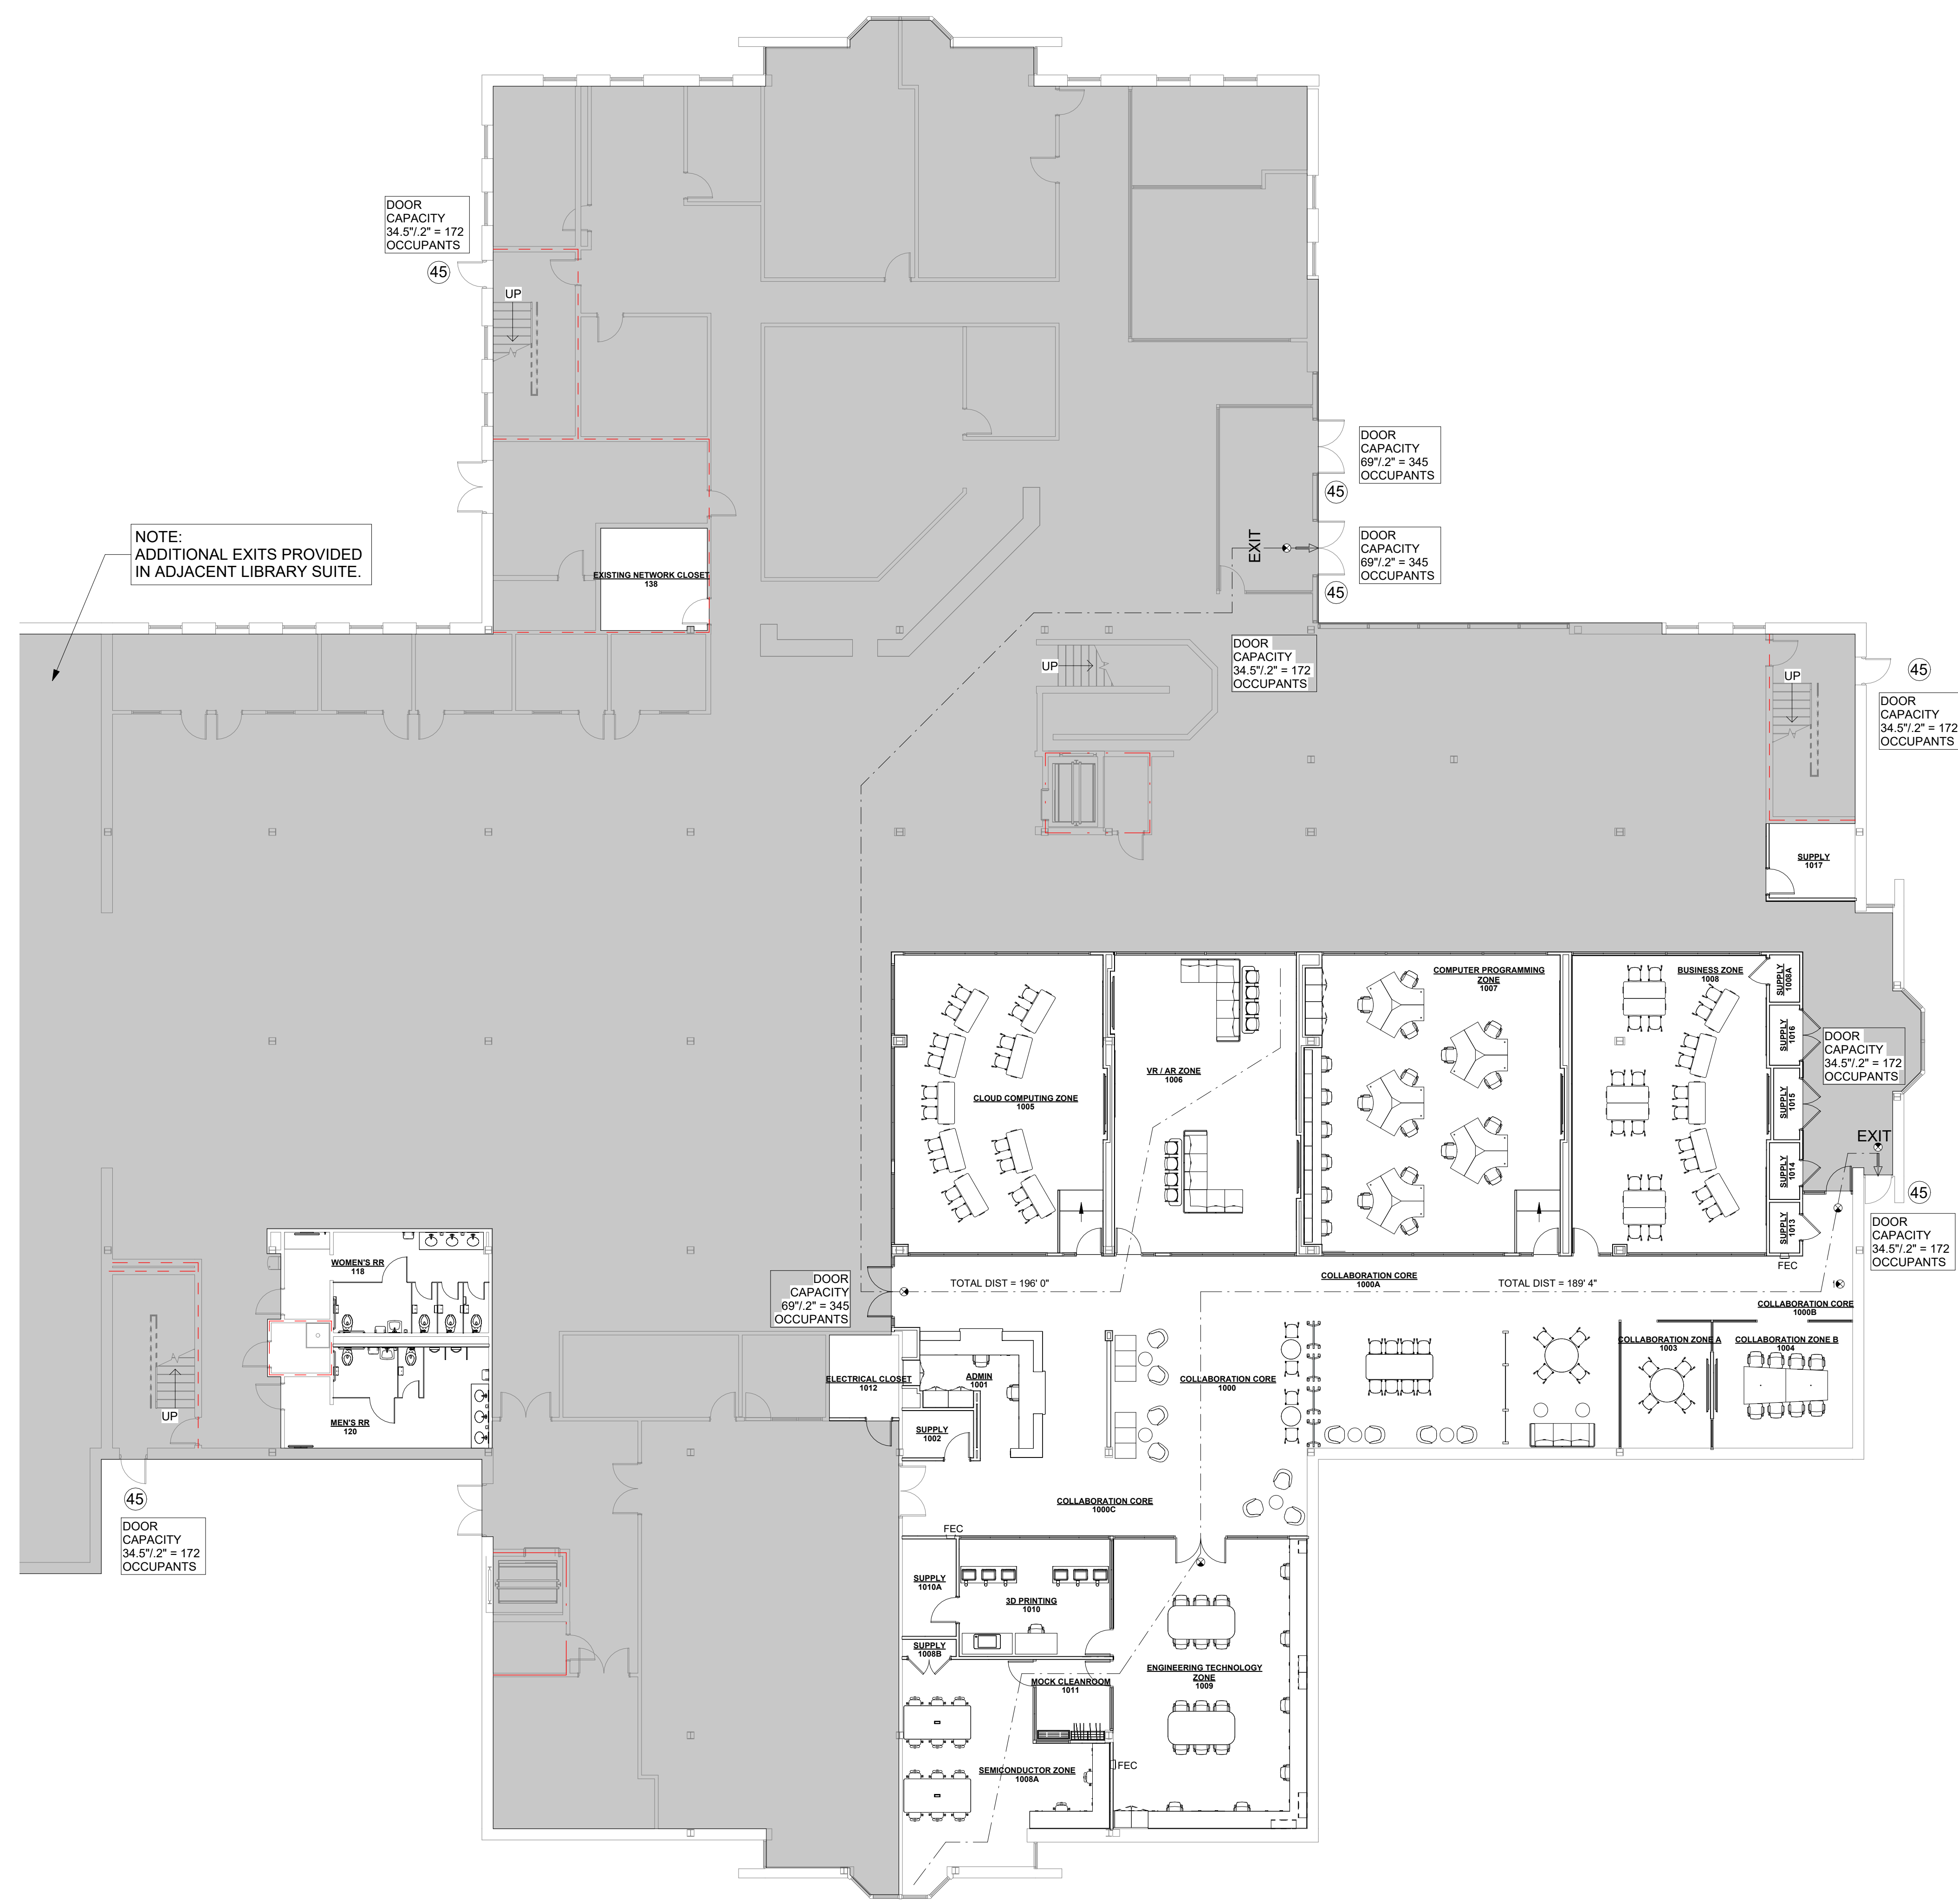 DOOR
CAPACITY
34.5"/.2" = 172
OCCUPANTS
45
UP
DOOR
CAPACITY
69"/.2" = 345
OCCUPANTS
45
NOTE:
ADDITIONAL EXITS PROVIDED
IN ADJACENT LIBRARY SUITE.
EXIT
DOOR
CAPACITY
69"/.2" = 345
OCCUPANTS
45
EXISTING NETWORK CLOSET
138
DOOR
CAPACITY
34.5"/.2" = 172
OCCUPANTS
UP
UP
45
DOOR
CAPACITY
34.5"/.2" = 172
OCCUPANTS
SUPPLY
1017
CLOUD COMPUTING ZONE
1005
VR / AR ZONE
1006
COMPUTER PROGRAMMING
ZONE
1007
BUSINESS ZONE
1008
SUPPLY
1008A
SUPPLY
1016
SUPPLY
1015
SUPPLY
1014
SUPPLY
1013
DOOR
CAPACITY
34.5"/.2" = 172
OCCUPANTS
EXIT
45
DOOR
CAPACITY
34.5"/.2" = 172
OCCUPANTS
FEC
WOMEN'S RR
118
MEN'S RR
120
UP
45
DOOR
CAPACITY
34.5"/.2" = 172
OCCUPANTS
DOOR
CAPACITY
69"/.2" = 345
OCCUPANTS
TOTAL DIST = 196' 0"
COLLABORATION CORE
1000A
TOTAL DIST = 189' 4"
COLLABORATION CORE
1000B
COLLABORATION ZONE A
1003
COLLABORATION ZONE B
1004
ELECTRICAL CLOSET
1012
ADMIN
1001
COLLABORATION CORE
1000
SUPPLY
1002
COLLABORATION CORE
1000C
FEC
SUPPLY
1010A
3D PRINTING
1010
SUPPLY
1008B
MOCK CLEANROOM
1011
ENGINEERING TECHNOLOGY
ZONE
1009
SEMICONDUCTOR ZONE
1008A
FEC